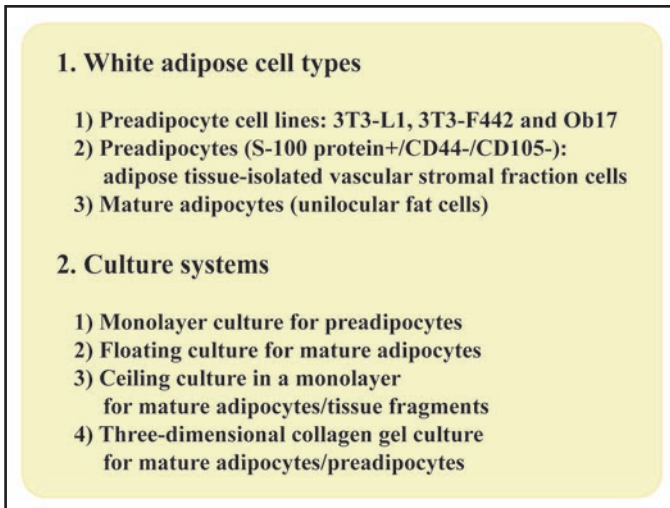 1. White adipose cell types
1) Preadipocyte cell lines: 3T3-L1, 3T3-F442 and Ob17
2) Preadipocytes (S-100 protein+/CD44-/CD105-):
adipose tissue-isolated vascular stromal fraction cells
3) Mature adipocytes (unilocular fat cells)
2. Culture systems
1) Monolayer culture for preadipocytes
2) Floating culture for mature adipocytes
3) Ceiling culture in a monolayer
for mature adipocytes/tissue fragments
4) Three-dimensional collagen gel culture
for mature adipocytes/preadipocytes